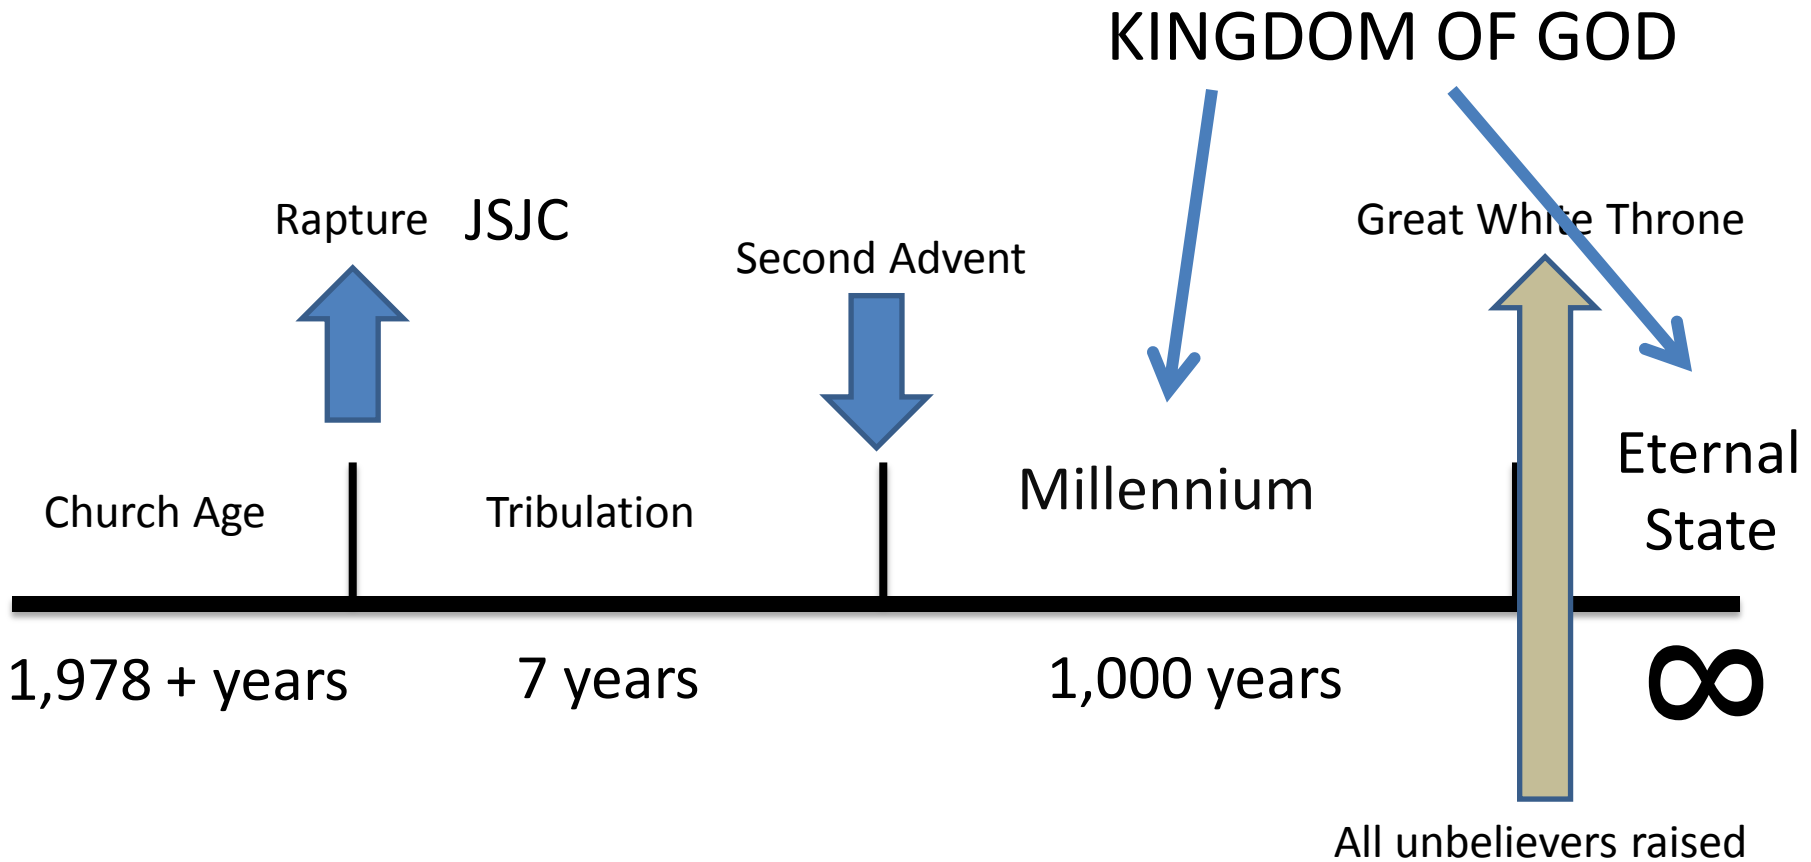 KINGDOM OF GOD
Rapture JSJC
Great White Throne
Second Advent
Eternal
State
Millennium
Church Age
Tribulation
1,978 + years
7 years
1,000 years
∞
All unbelievers raised